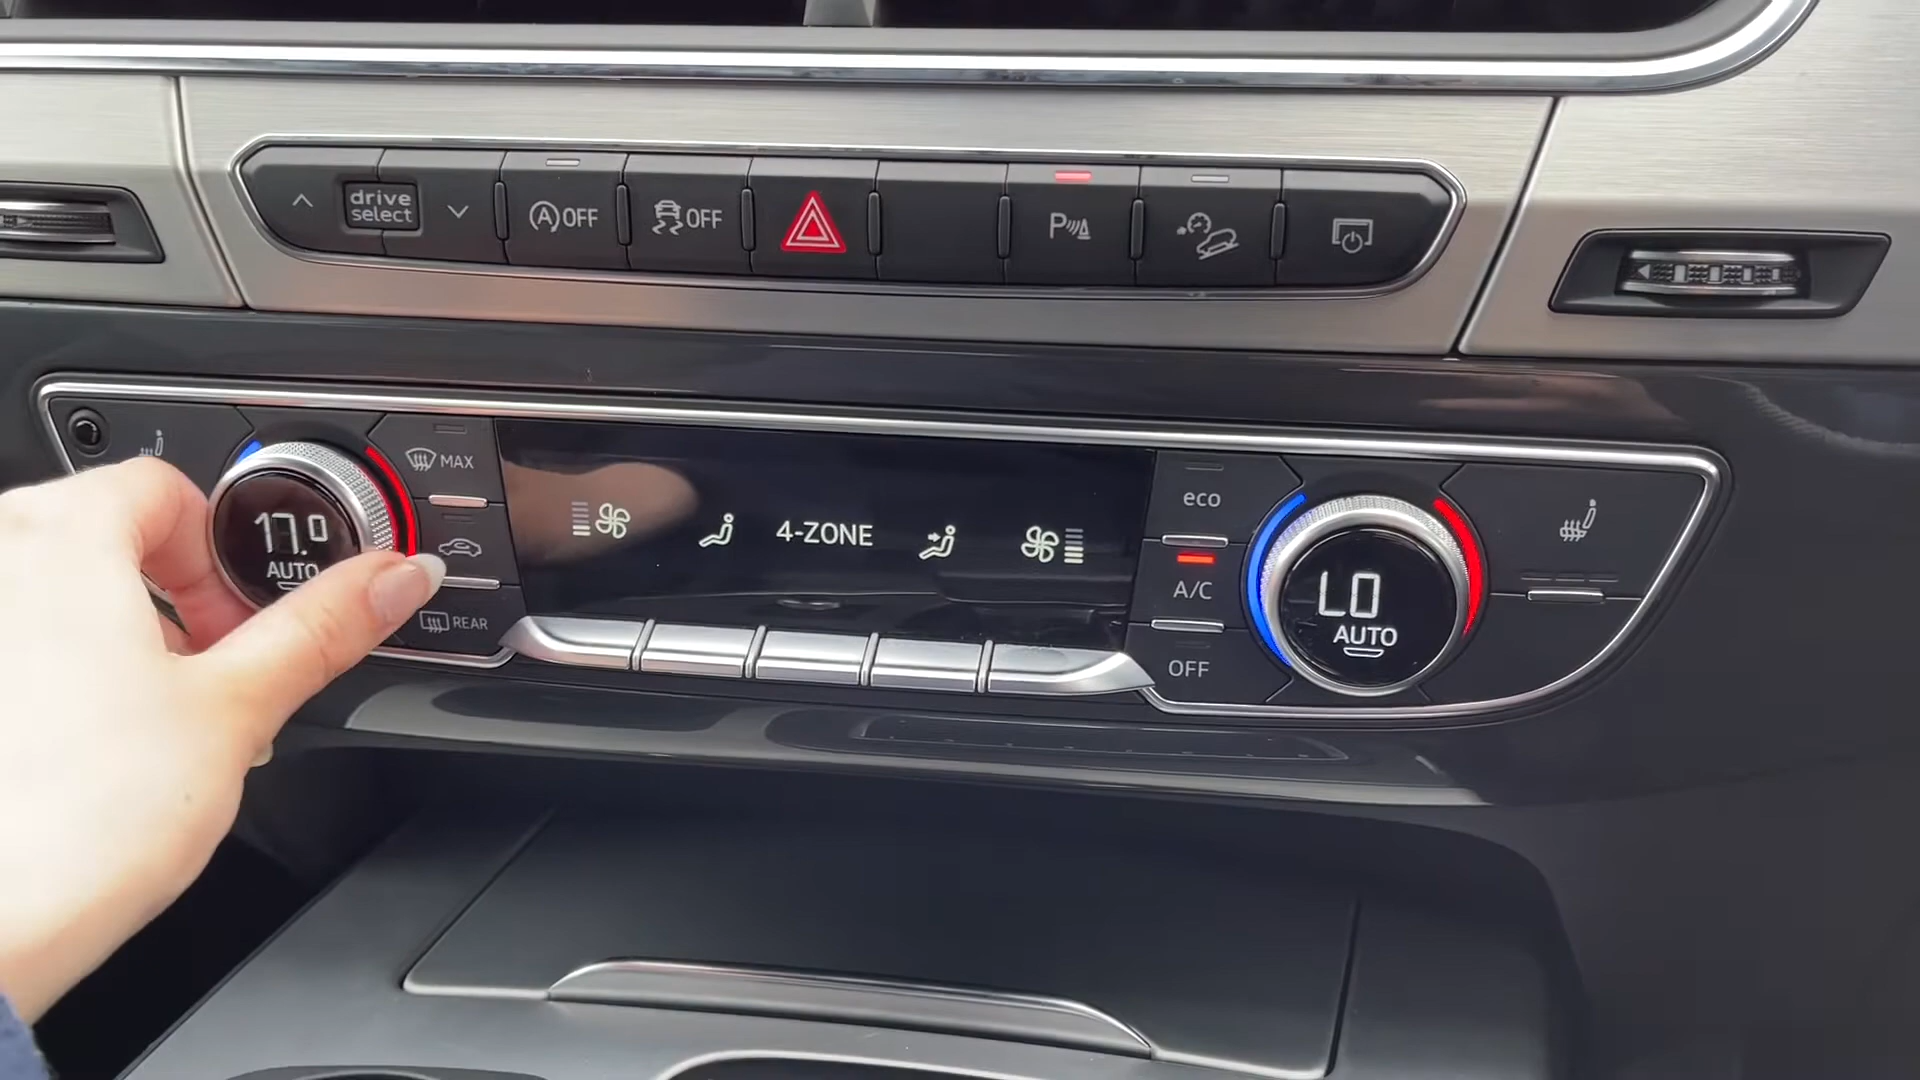 drive
select
OFF
OFF
P
MAX
17.0
AUTO
REAR
4-ZONE
eco
A/C
OFF
LO
AUTO